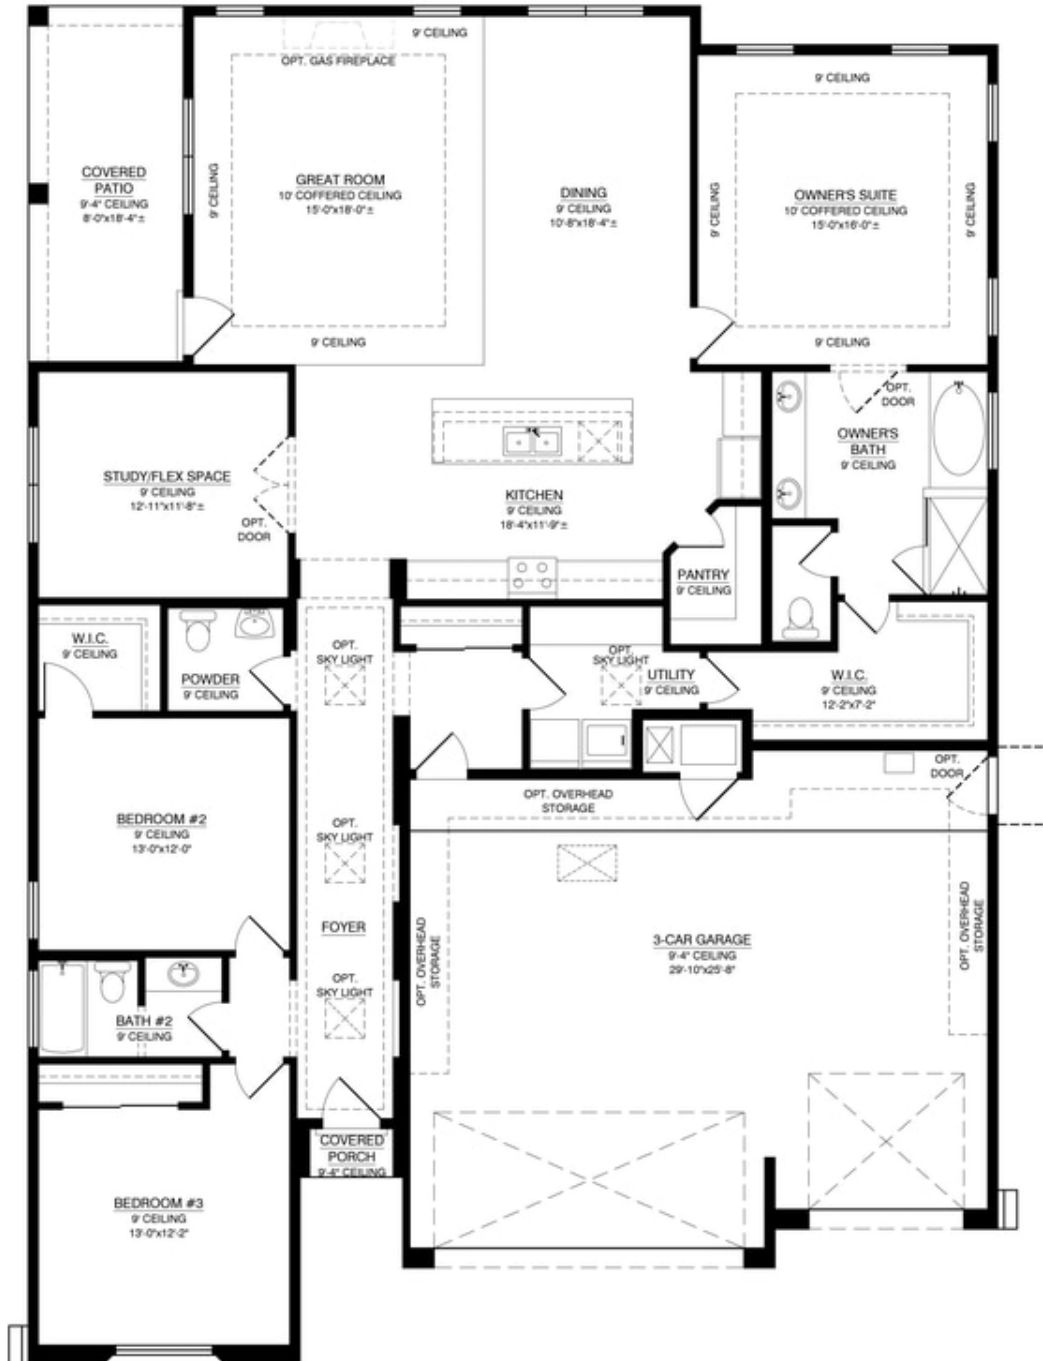 9' CEILING
OPT. GAS FIREPLACE
9' CEILING
COVERED
PATIO
9'-4" CEILING
8'-0"x18'-4"±
9' CEILING
GREAT ROOM
10' COFFERED CEILING
15'-0"x18'-0"±
DINING
9' CEILING
10'-8"x18'-4"±
9' CEILING
OWNER'S SUITE
10' COFFERED CEILING
15'-0"x16'-0"±
9' CEILING
9' CEILING
9' CEILING
OPT.
DOOR
OWNER'S
BATH
9' CEILING
STUDY/FLEX SPACE
9' CEILING
12'-11"x11'-8"±
OPT.
DOOR
KITCHEN
9' CEILING
18'-4"x11'-9"±
PANTRY
9' CEILING
W.I.C.
9' CEILING
POWDER
9' CEILING
OPT.
SKY LIGHT
OPT.
SKY LIGHT
UTILITY
9' CEILING
W.I.C.
9' CEILING
12'-2"x7'-2"
OPT.
DOOR
OPT. OVERHEAD
STORAGE
BEDROOM #2
9' CEILING
13'-0"x12'-0"
OPT.
SKY LIGHT
FOYER
OPT. OVERHEAD
STORAGE
3-CAR GARAGE
9'-4" CEILING
29'-10"x25'-8"
OPT. OVERHEAD
STORAGE
OPT.
SKY LIGHT
BATH #2
9' CEILING
COVERED
PORCH
9'-4" CEILING
BEDROOM #3
9' CEILING
13'-0"x12'-2"